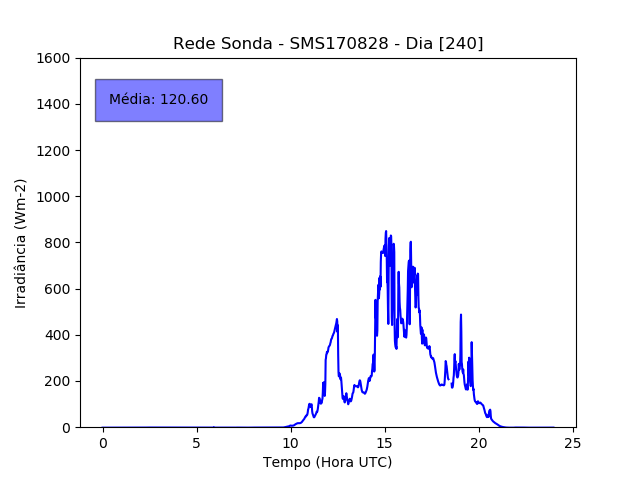 Rede Sonda - SMS170828 - Dia [240]
1600
1400
1200
1000
800
600
400
200
0
Média: 120.60
Irradiância (Wm-2)
0 5 10 15 20 25
Tempo (Hora UTC)